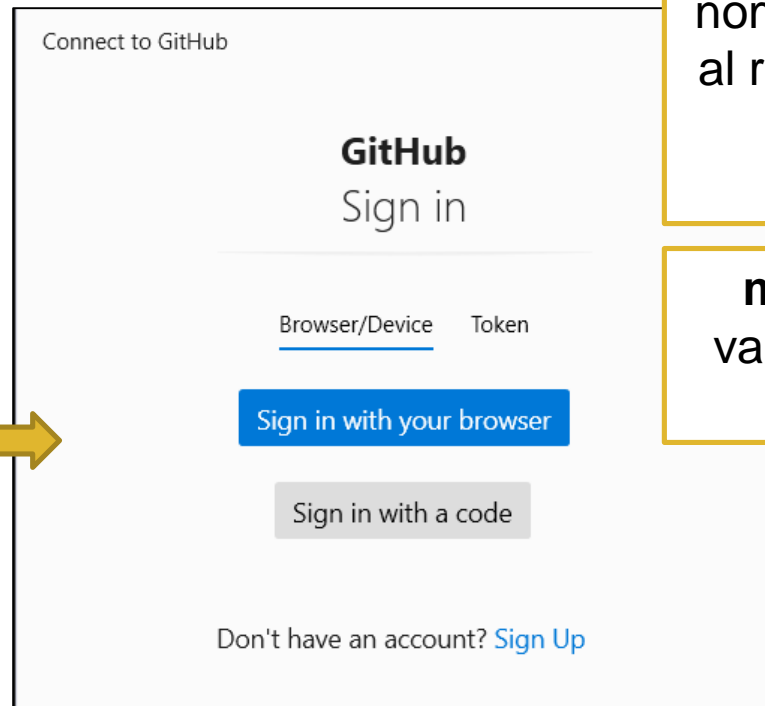 Connect to GitHub
GitHub
Sign in
Browser/Device Token
Sign in with your browser
Sign in with a code
Don't have an account? Sign Up
al